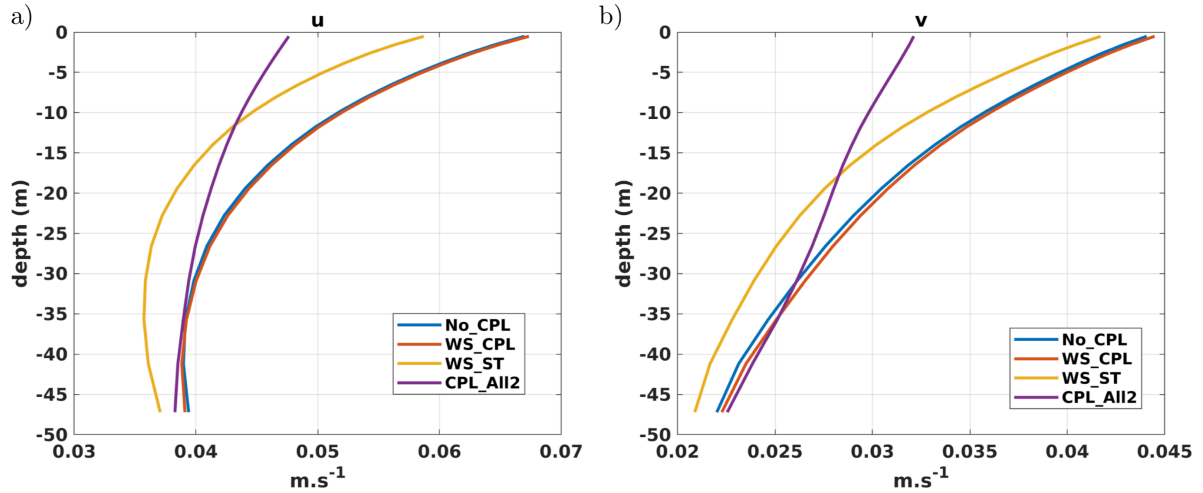 a)
u
0
-5
-10
-15
-20
-25
-30
-35
-40
-45
-50
depth (m)
0.03 0.04 0.05 0.06 0.07
m.s⁻¹
No_CPL
WS_CPL
WS_ST
CPL_All2
b)
v
0
-5
-10
-15
-20
-25
-30
-35
-40
-45
-50
depth (m)
0.02 0.025 0.03 0.035 0.04 0.045
m.s⁻¹
No_CPL
WS_CPL
WS_ST
CPL_All2